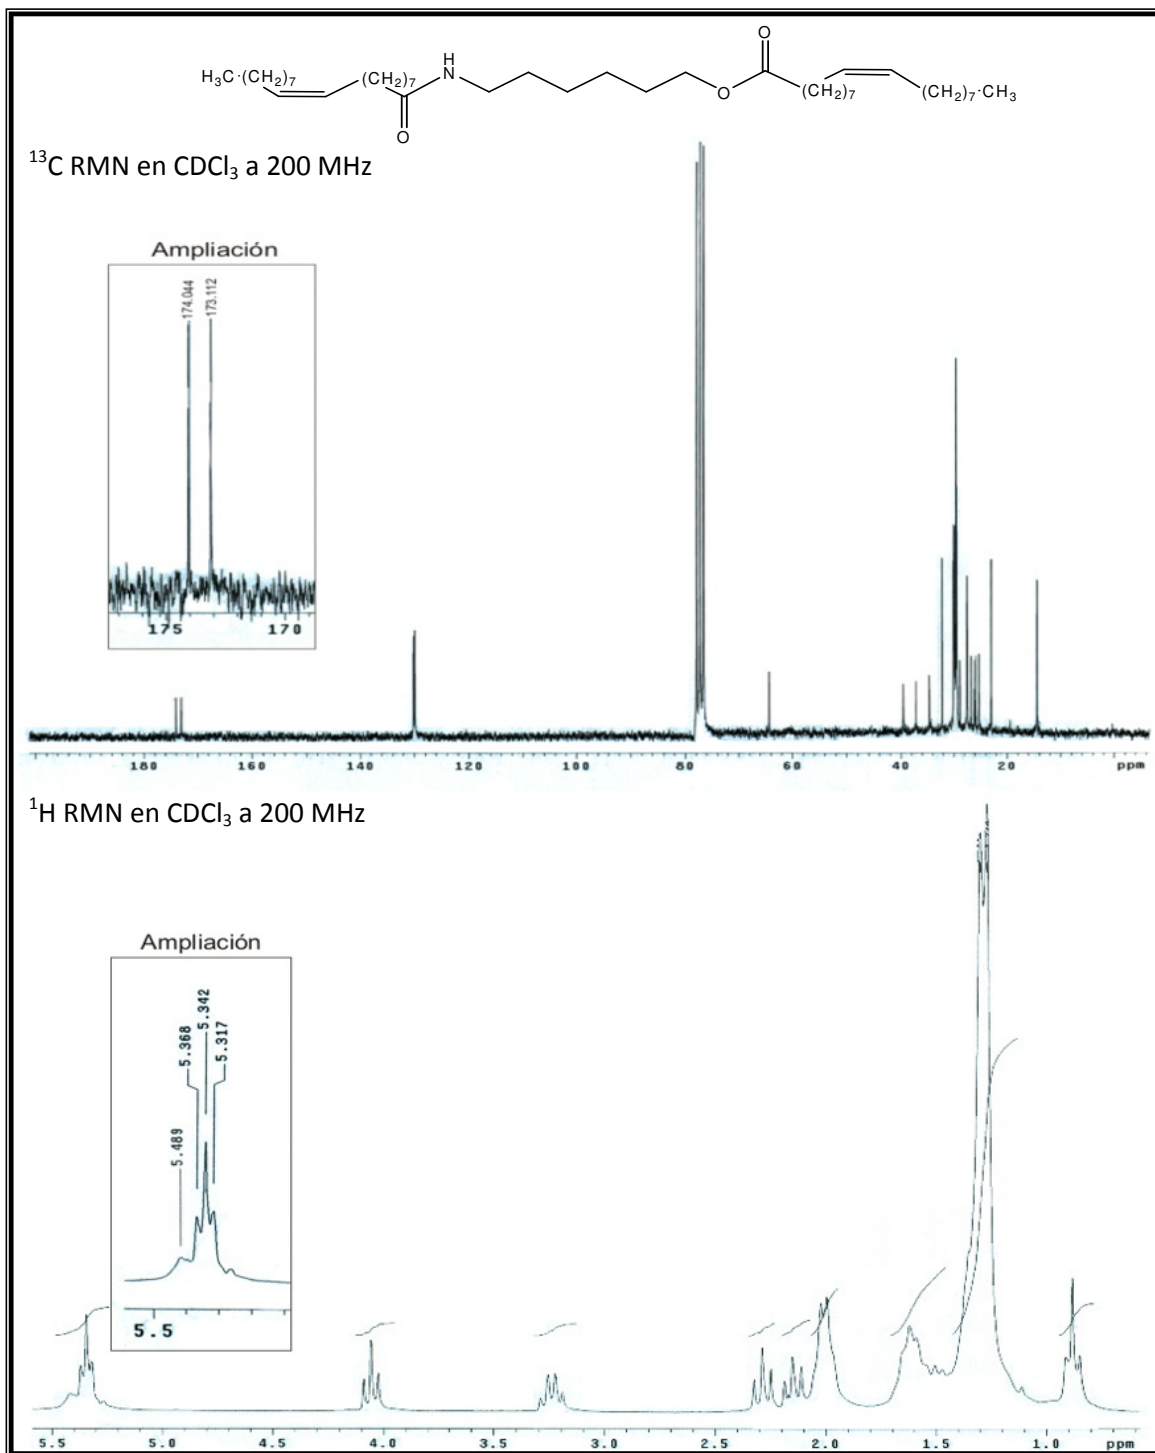 O
H
N
H₃C·(CH₂)₇
(CH₂)₇
O
O
(CH₂)₇
(CH₂)₇·CH₃
¹³C RMN en CDCl₃ a 200 MHz
Ampliación
174.044
173.112
175 170
180 160 140 120 100 80 60 40 20 ppm
¹H RMN en CDCl₃ a 200 MHz
Ampliación
5.489
5.368
5.342
5.317
5.5
5.5 5.0 4.5 4.0 3.5 3.0 2.5 2.0 1.5 1.0 ppm